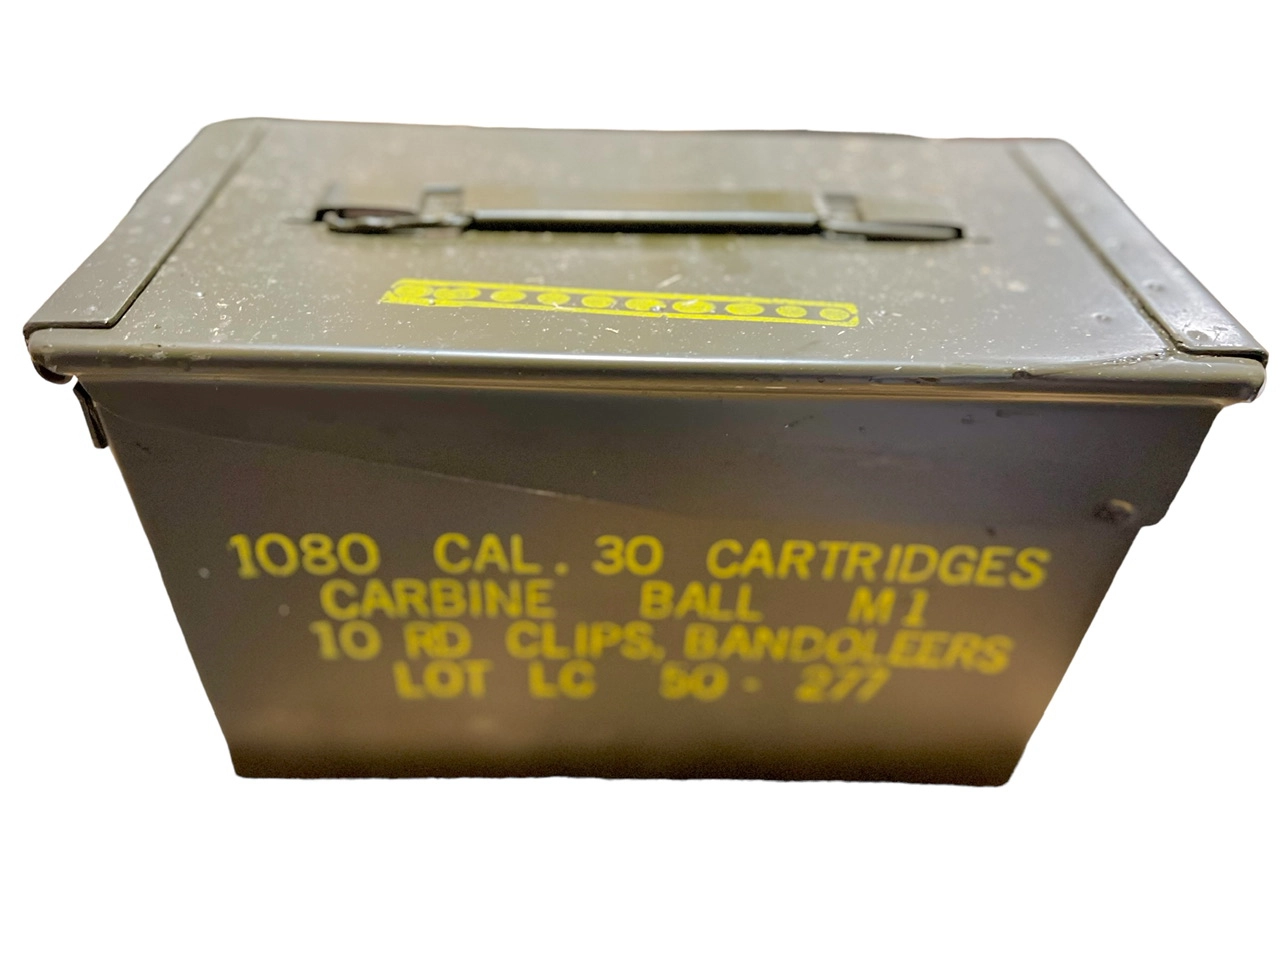 1080 CAL. 30 CARTRIDGES
CARBINE BALL M1
10 RD CLIPS, BANDOLEERS
LOT LC 50-277